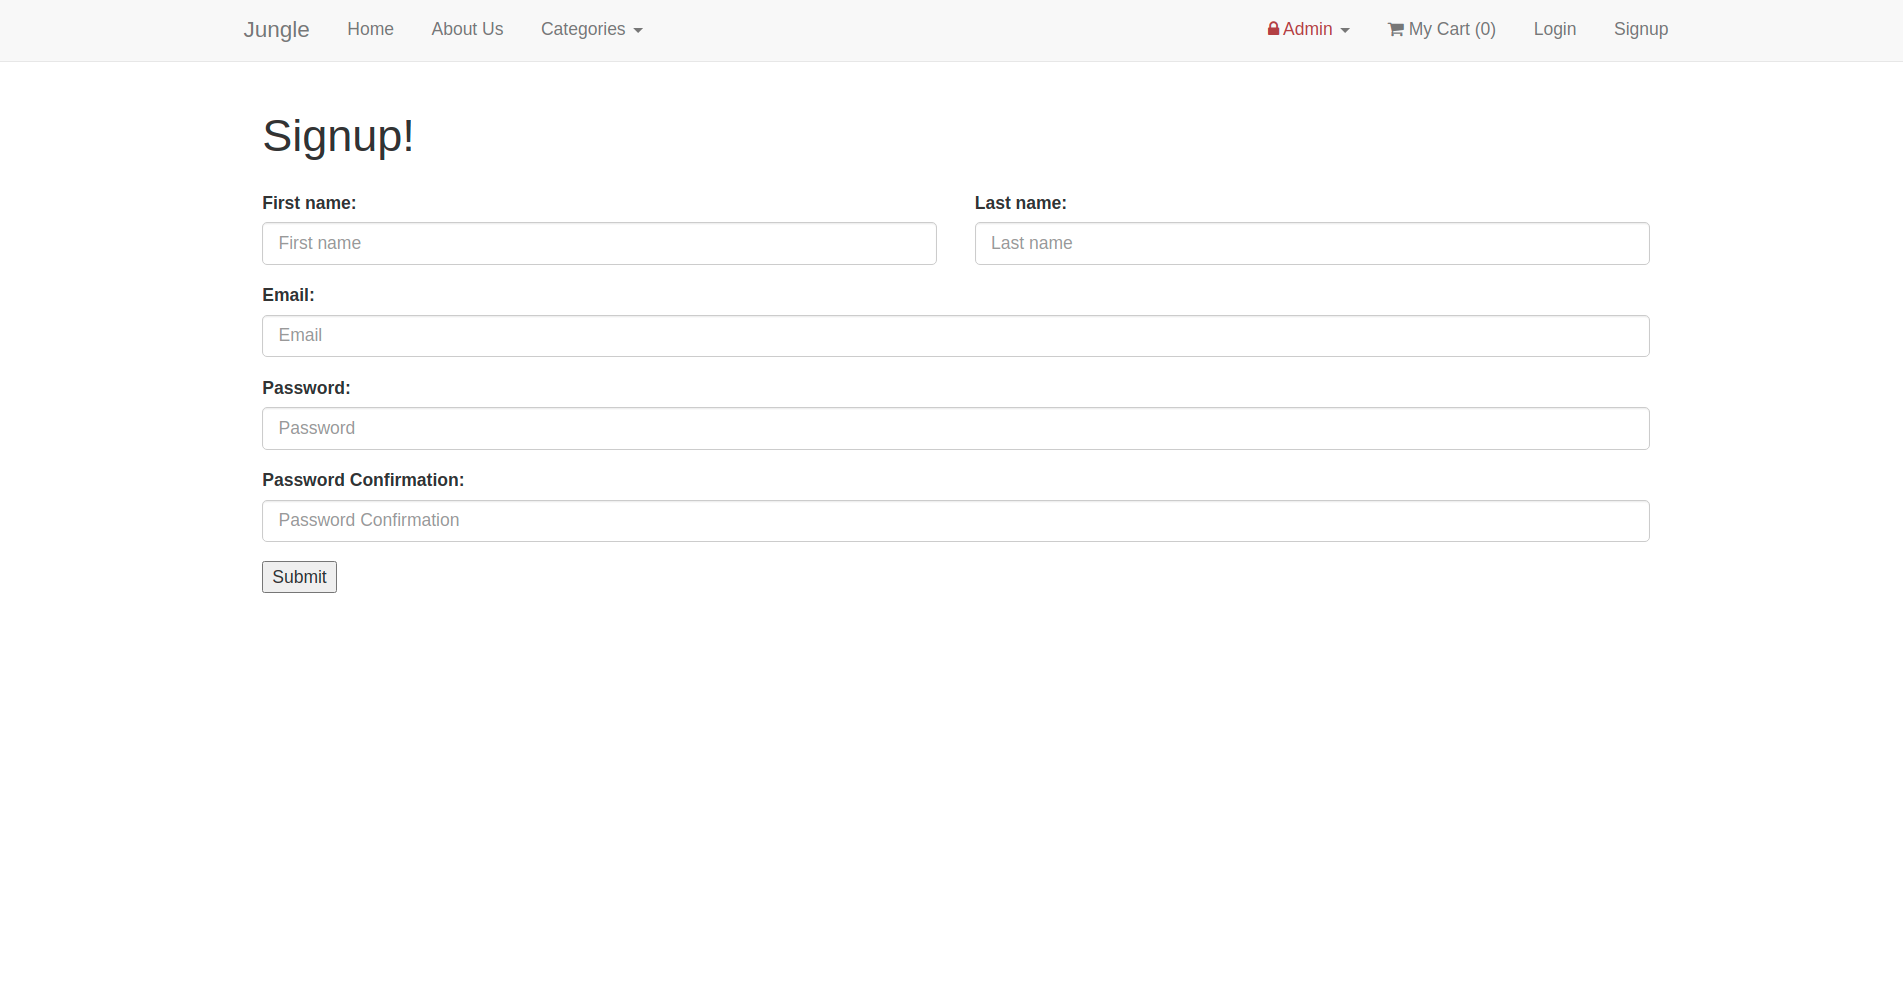 Jungle Home About Us Categories Admin My Cart (0) Login Signup
Signup!
First name: Last name:
First name Last name
Email:
Email
Password:
Password
Password Confirmation:
Password Confirmation
Submit